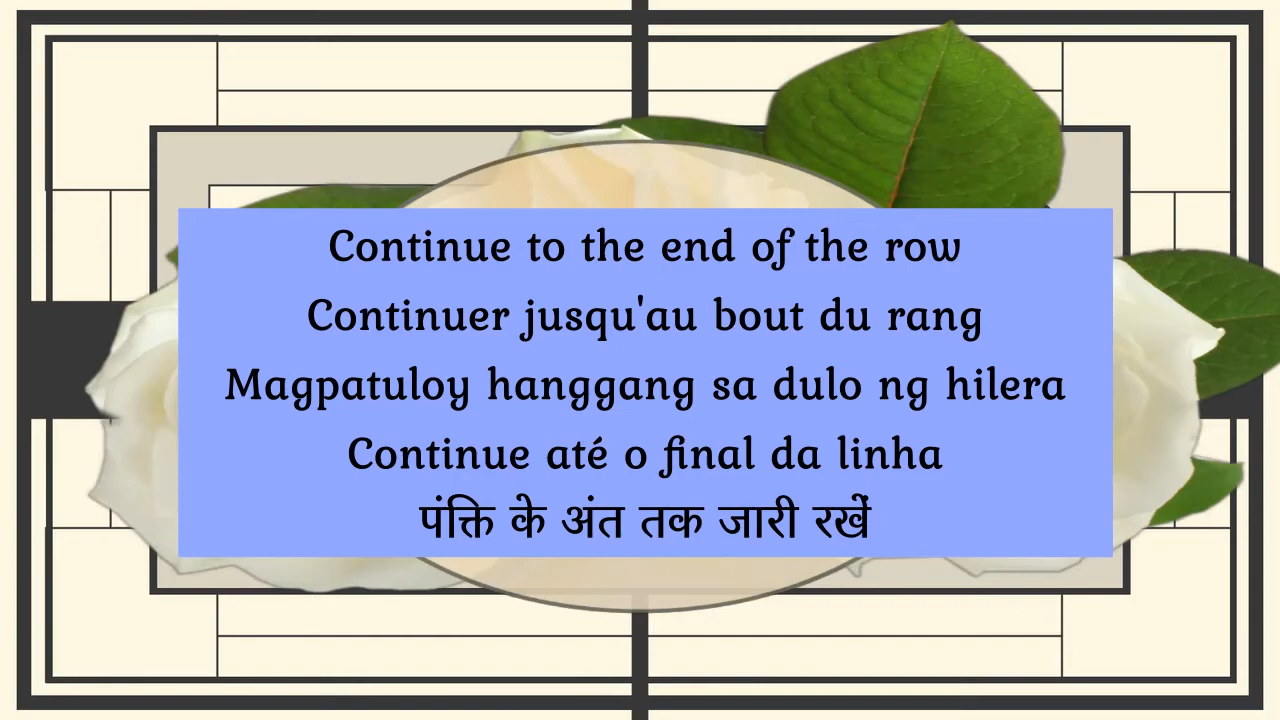 Continue to the end of the row
Continuer jusqu'au bout du rang
Magpatuloy hanggang sa dulo ng hilera
Continue até o final da linha
पंक्ति के अंत तक जारी रखें